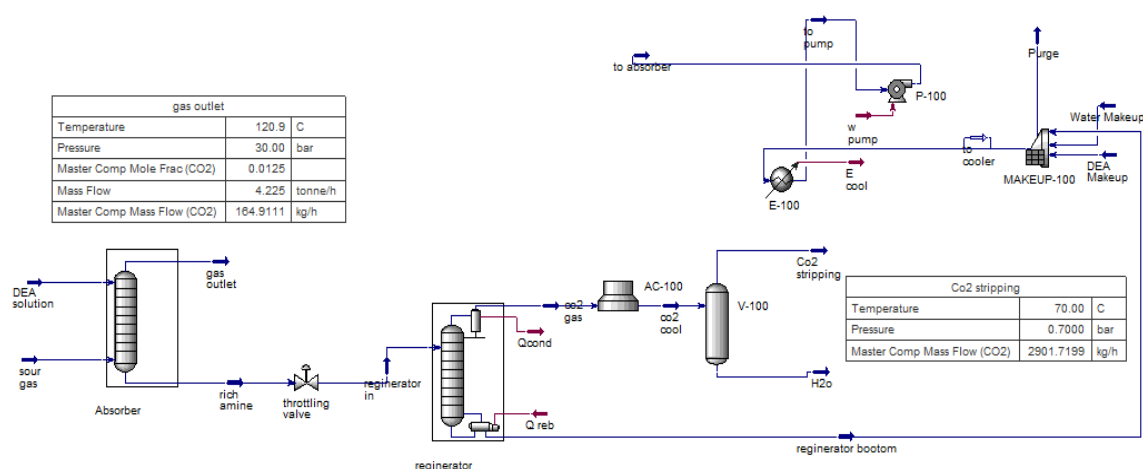 to
pump
to absorber
Purge
P-100
w
pump
Water Makeup
to
cooler
DEA
Makeup
MAKEUP-100
E
cool
E-100
gas outlet
Temperature 120.9 C
Pressure 30.00 bar
Master Comp Mole Frac (CO2) 0.0125
Mass Flow 4.225 tonne/h
Master Comp Mass Flow (CO2) 164.9111 kg/h
DEA
solution
gas
outlet
sour
gas
Absorber
rich
amine
throttling
valve
reginerator
in
Qcond
Q reb
reginerator
co2
gas
AC-100
co2
cool
V-100
Co2
stripping
H2o
Co2 stripping
Temperature 70.00 C
Pressure 0.7000 bar
Master Comp Mass Flow (CO2) 2901.7199 kg/h
reginerator bootom